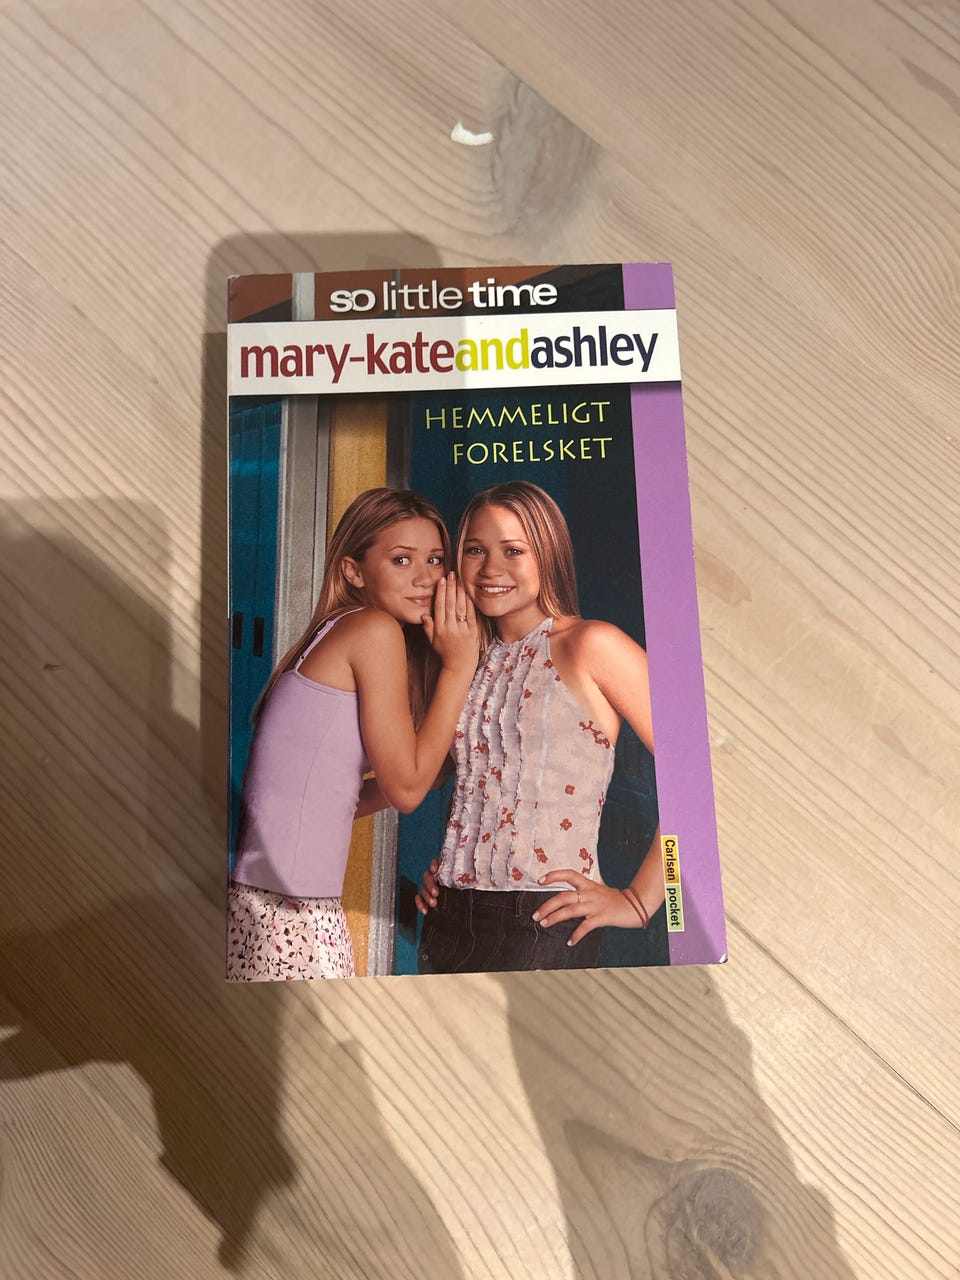 so little time
mary-kateandashley
HEMMELIGT
FORELSKET
Carlsen pocket